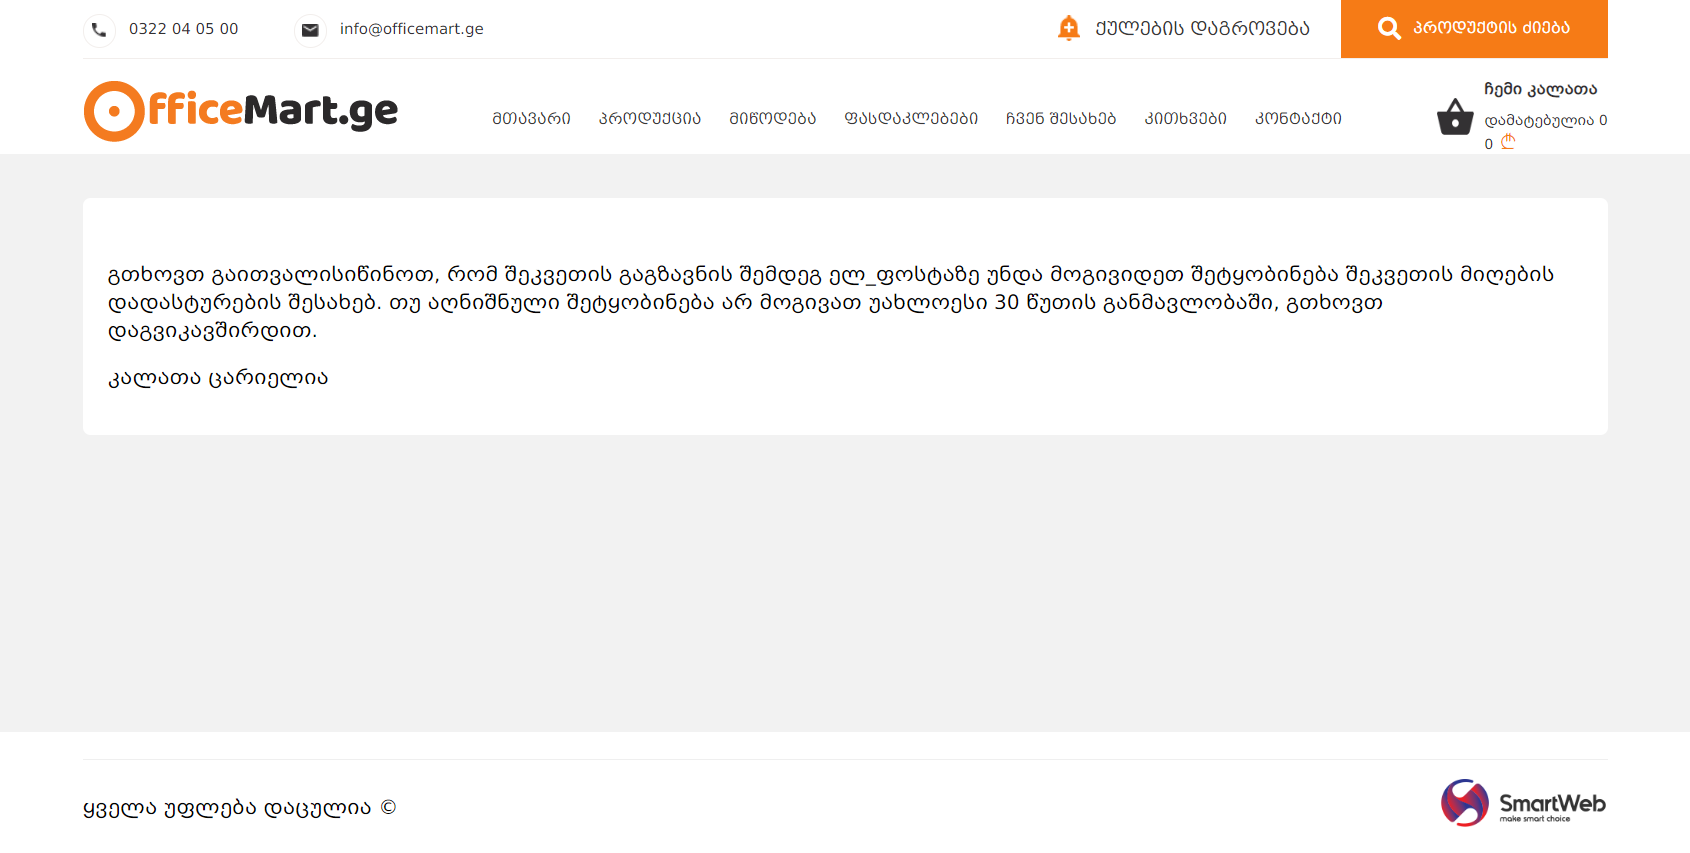 0322 04 05 00
info@officemart.ge
ქულების დაგროვება
პროდუქტის ძიება
OfficeMart.ge
მთავარი
პროდუქცია
მიწოდება
ფასდაკლებები
ჩვენ შესახებ
კითხვები
კონტაქტი
ჩემი კალათა
დამატებულია 0
0 ₾
გთხოვთ გაითვალისიწინოთ, რომ შეკვეთის გაგზავნის შემდეგ ელ_ფოსტაზე უნდა მოგივიდეთ შეტყობინება შეკვეთის მიღების
დადასტურების შესახებ. თუ აღნიშნული შეტყობინება არ მოგივათ უახლოესი 30 წუთის განმავლობაში, გთხოვთ
დაგვიკავშირდით.
კალათა ცარიელია
ყველა უფლება დაცულია ©
SmartWeb
make smart choice